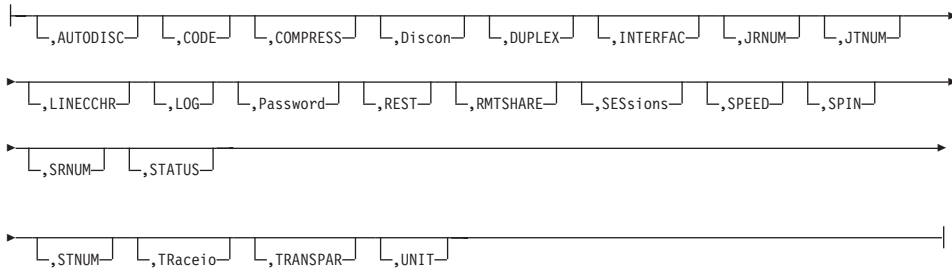 ,AUTODISC ,CODE ,COMPRESS ,Discon ,DUPLEX ,INTERFAC ,JRNUM ,JTNUM
,LINECCHR ,LOG ,Password ,REST ,RMTSHARE ,SESsions ,SPEED ,SPIN
,SRNUM ,STATUS
,STNUM ,TRaceio ,TRANSPAR ,UNIT